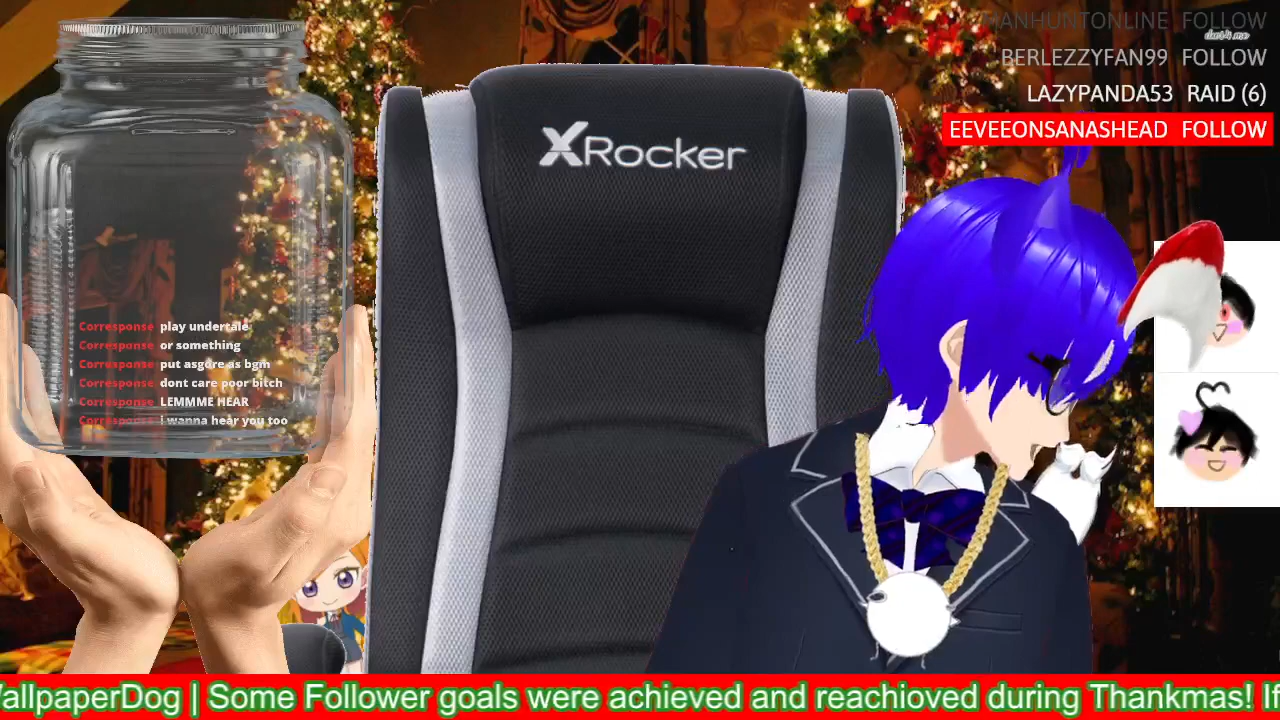 MANHUNTONLINE FOLLOW
BERLEZZYFAN99 FOLLOW
LAZYPANDA53 RAID (6)
EEVEEONSANASHEAD FOLLOW
XRocker
Corresponse play undertale
Corresponse or something
Corresponse put asgore as bgm
Corresponse dont care poor bitch
Corresponse LEMMME HEAR
Corresponse i wanna hear you too
WallpaperDog | Some Follower goals were achieved and reachioved during Thankmas! If